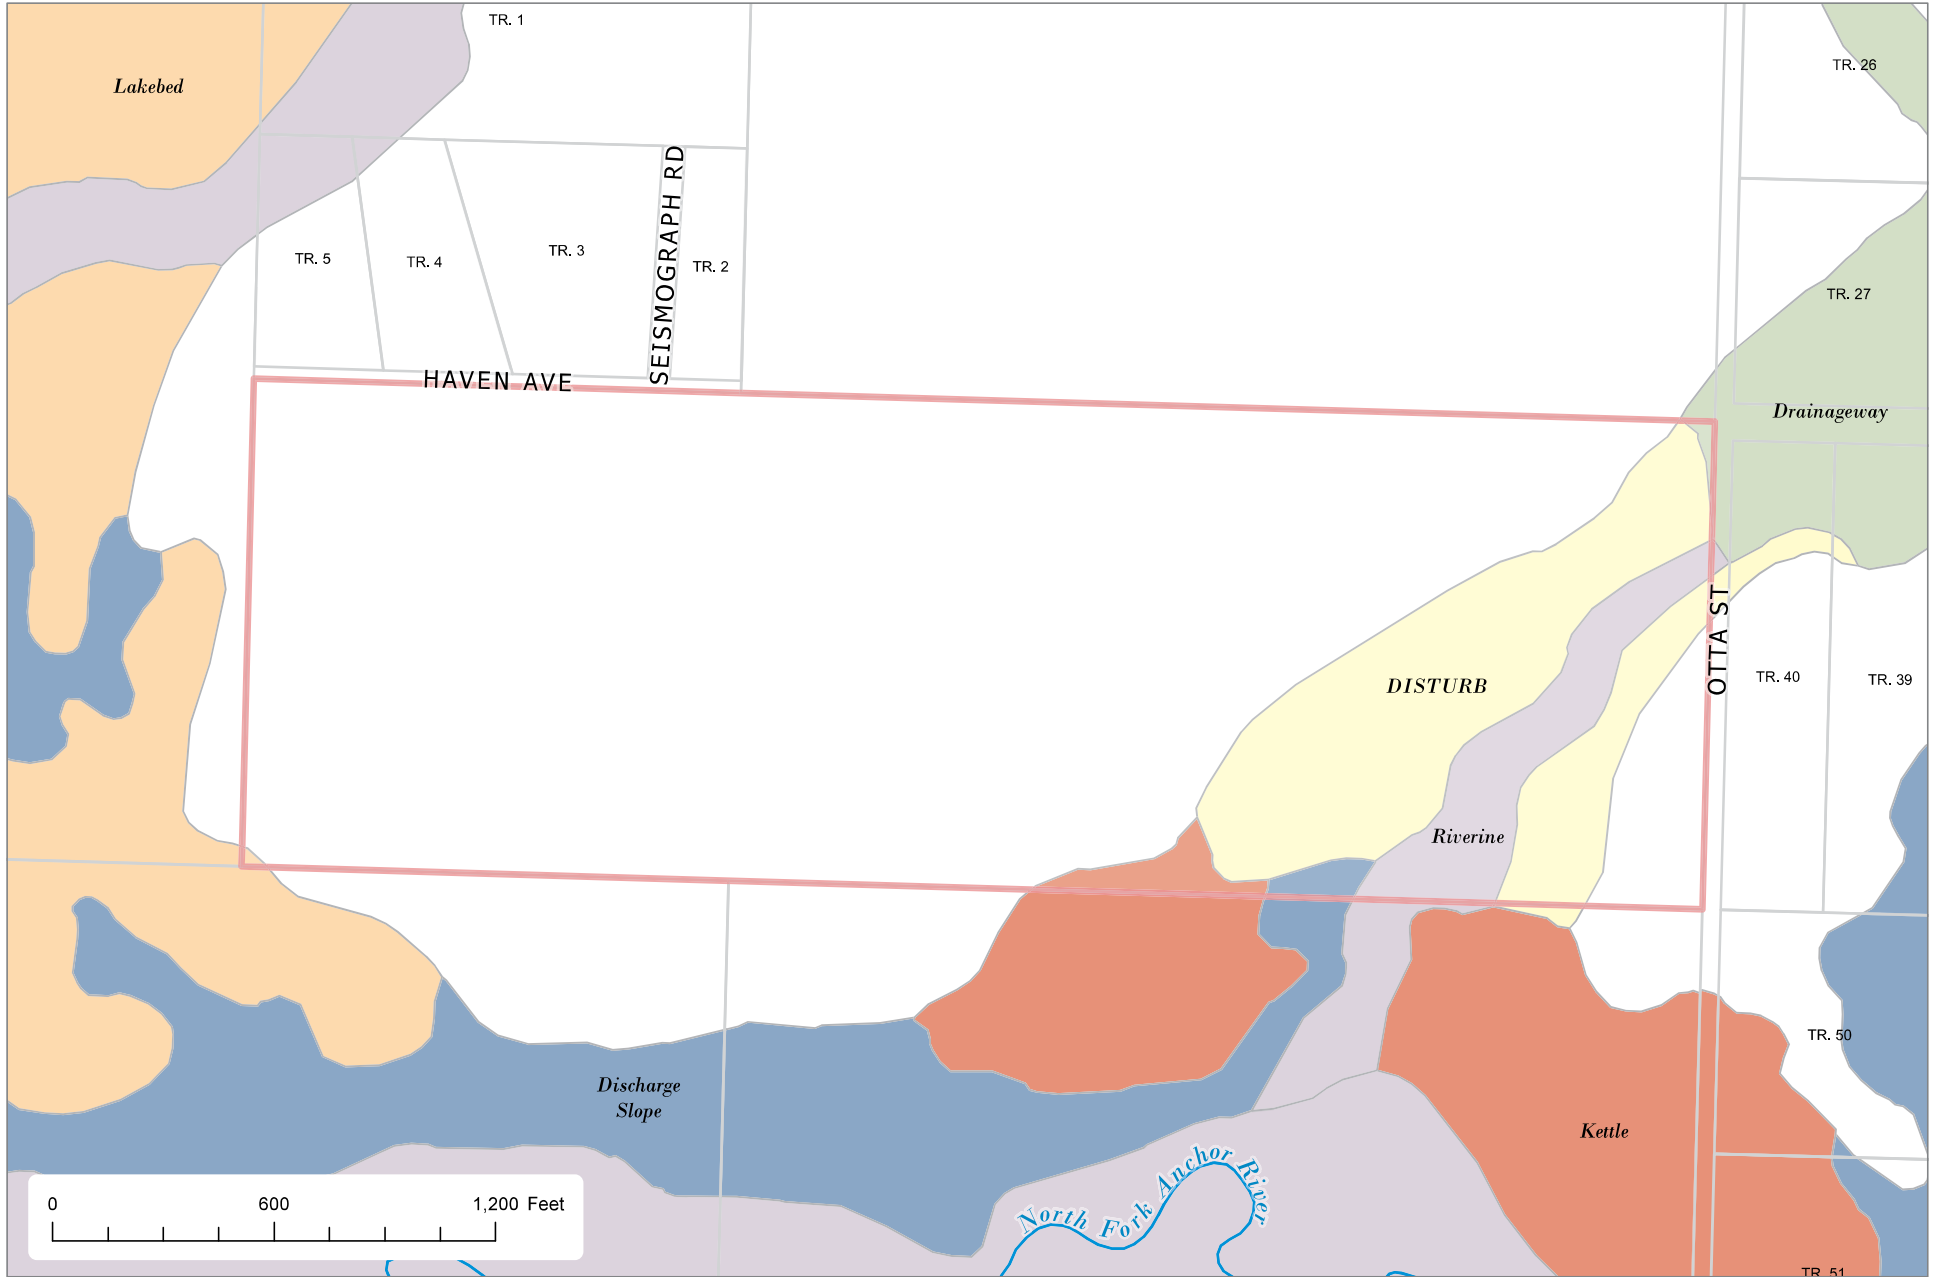 TR. 1
TR. 26
Lakebed
SEISMOGRAPH RD
TR. 5
TR. 4
TR. 3
TR. 2
TR. 27
HAVEN AVE
Drainageway
OTTA ST
DISTURB
TR. 40
TR. 39
Riverine
TR. 50
Discharge
Slope
Kettle
North Fork Anchor River
0 600 1,200 Feet
TR. 51